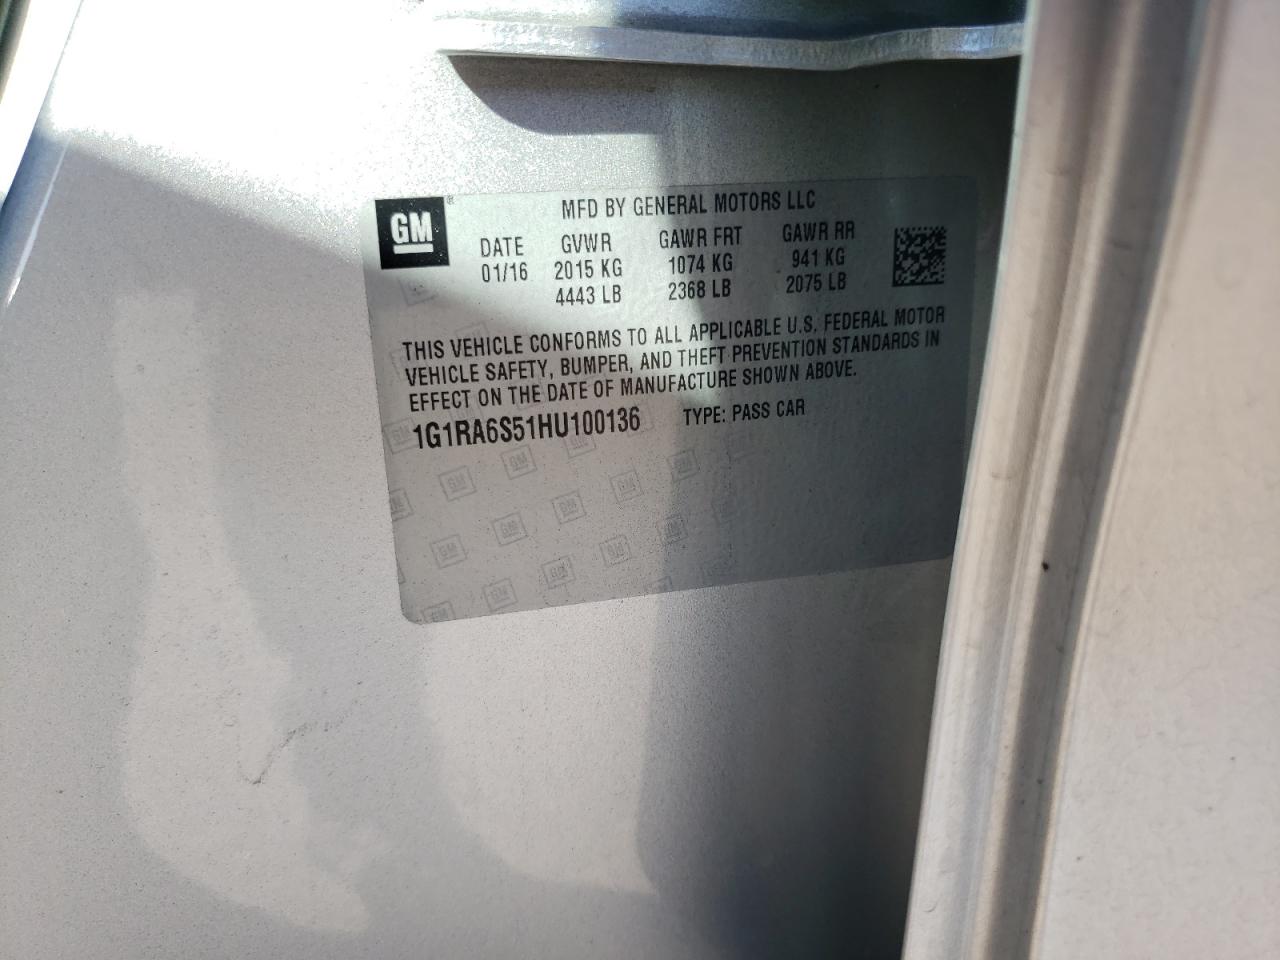 GM®
MFD BY GENERAL MOTORS LLC
DATE GVWR GAWR FRT GAWR RR
01/16 2015 KG 1074 KG 941 KG
4443 LB 2368 LB 2075 LB
THIS VEHICLE CONFORMS TO ALL APPLICABLE U.S. FEDERAL MOTOR
VEHICLE SAFETY, BUMPER, AND THEFT PREVENTION STANDARDS IN
EFFECT ON THE DATE OF MANUFACTURE SHOWN ABOVE.
1G1RA6S51HU100136 TYPE: PASS CAR